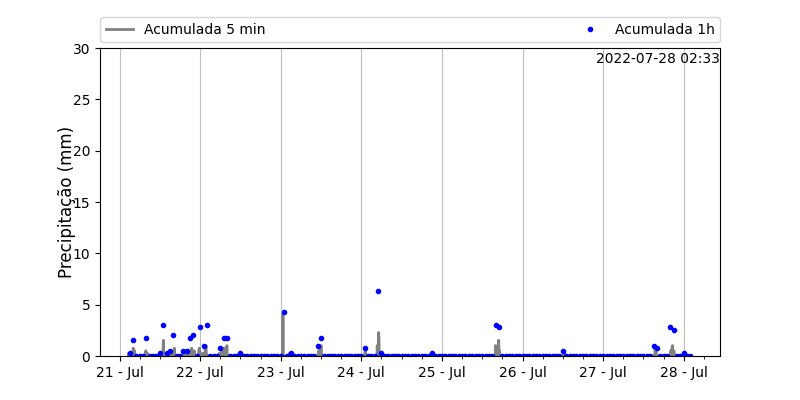 Acumulada 5 min
Acumulada 1h
2022-07-28 02:33
Precipitação (mm)
30
25
20
15
10
5
0
21 - Jul
22 - Jul
23 - Jul
24 - Jul
25 - Jul
26 - Jul
27 - Jul
28 - Jul